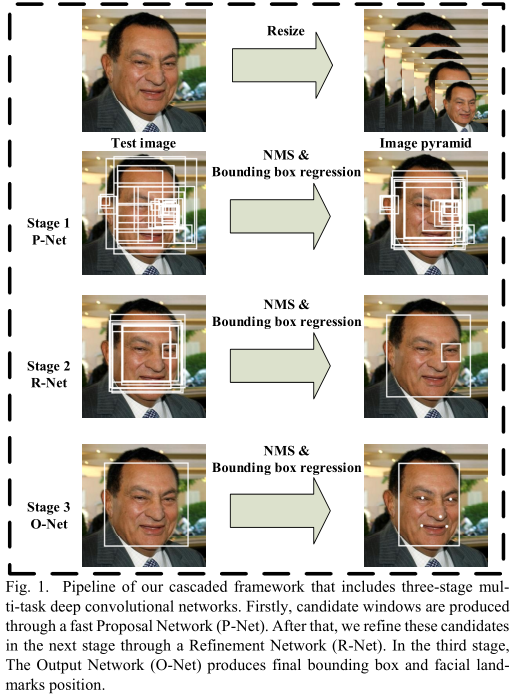 Resize
Test image
Image pyramid
NMS &
Bounding box regression
Stage 1
P-Net
NMS &
Bounding box regression
Stage 2
R-Net
NMS &
Bounding box regression
Stage 3
O-Net
Fig. 1.  Pipeline of our cascaded framework that includes three-stage mul-
ti-task deep convolutional networks. Firstly, candidate windows are produced
through a fast Proposal Network (P-Net). After that, we refine these candidates
in the next stage through a Refinement Network (R-Net). In the third stage,
The Output Network (O-Net) produces final bounding box and facial land-
marks position.